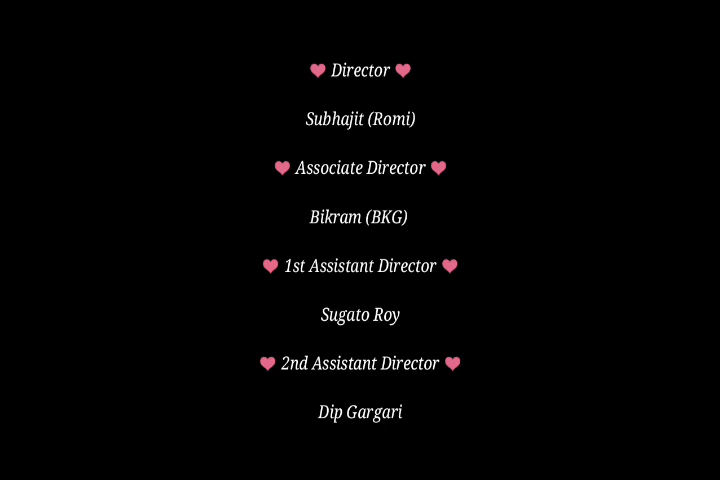 ♥ Director ♥
Subhajit (Romi)
♥ Associate Director ♥
Bikram (BKG)
♥ 1st Assistant Director ♥
Sugato Roy
♥ 2nd Assistant Director ♥
Dip Gargari